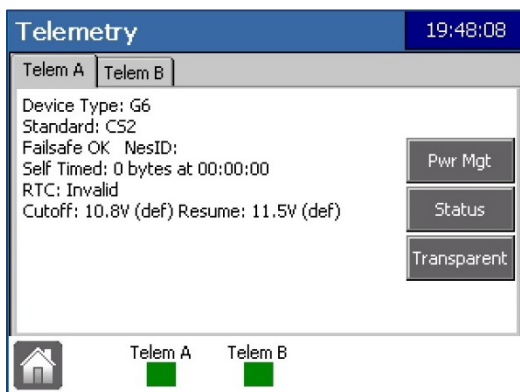 Telemetry 19:48:08
Telem A Telem B
Device Type: G6
Standard: CS2
Failsafe OK NesID:
Self Timed: 0 bytes at 00:00:00
RTC: Invalid
Cutoff: 10.8V (def) Resume: 11.5V (def)
Pwr Mgt
Status
Transparent
Telem A Telem B